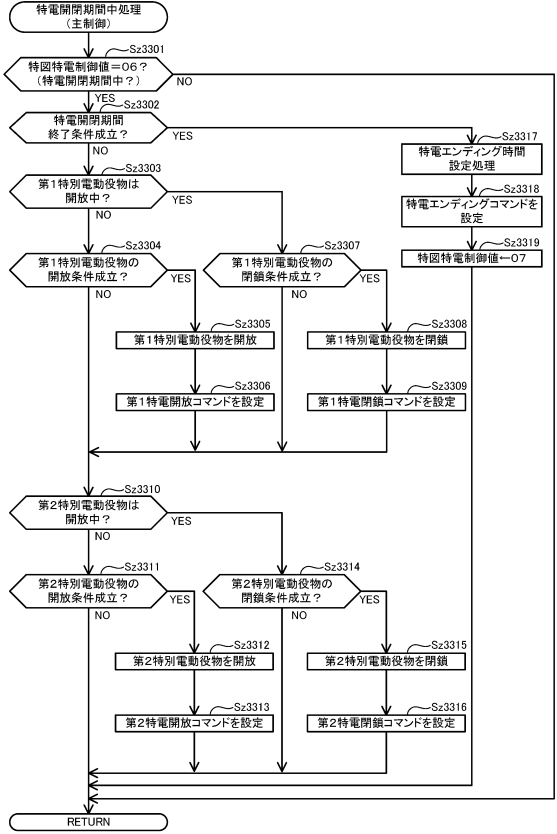 特電開閉期間中処理
（主制御）
Sz3301
特図特電制御値＝０６？
（特電開閉期間中？）
NO
YES
Sz3302
特電開閉期間
終了条件成立？
YES
NO
Sz3317
特電エンディング時間
設定処理
Sz3318
特電エンディングコマンドを
設定
Sz3319
特図特電制御値←０７
Sz3303
第１特別電動役物は
開放中？
YES
NO
Sz3304
第１特別電動役物の
開放条件成立？
YES
NO
Sz3307
第１特別電動役物の
閉鎖条件成立？
YES
NO
Sz3305
第１特別電動役物を開放
Sz3308
第１特別電動役物を閉鎖
Sz3306
第１特電開放コマンドを設定
Sz3309
第１特電閉鎖コマンドを設定
Sz3310
第２特別電動役物は
開放中？
YES
NO
Sz3311
第２特別電動役物の
開放条件成立？
YES
NO
Sz3314
第２特別電動役物の
閉鎖条件成立？
YES
NO
Sz3312
第２特別電動役物を開放
Sz3315
第２特別電動役物を閉鎖
Sz3313
第２特電開放コマンドを設定
Sz3316
第２特電閉鎖コマンドを設定
RETURN